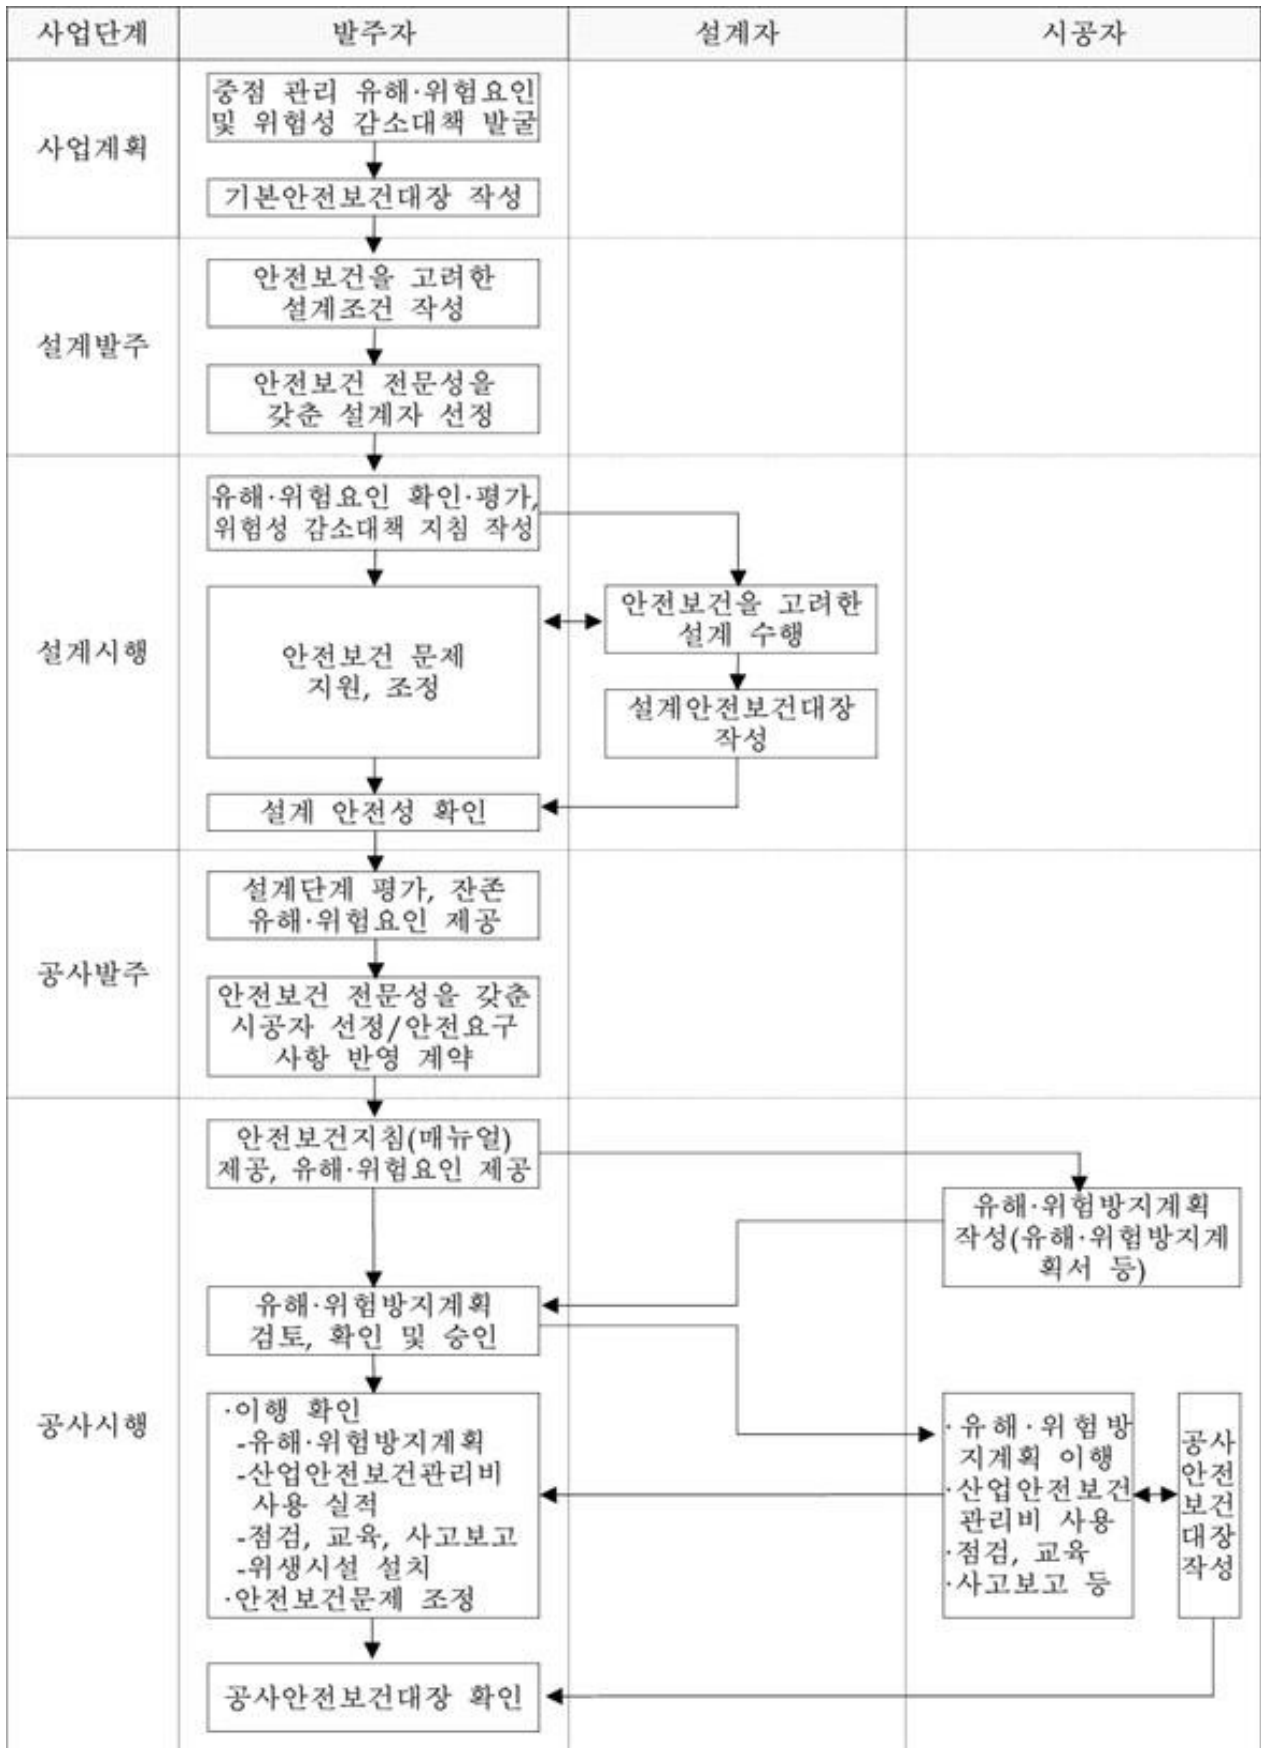 사업단계
발주자
설계자
시공자
사업계획
중점 관리 유해·위험요인
및 위험성 감소대책 발굴
기본안전보건대장 작성
설계발주
안전보건을 고려한
설계조건 작성
안전보건 전문성을
갖춘 설계자 선정
설계시행
유해·위험요인 확인·평가,
위험성 감소대책 지침 작성
안전보건을 고려한
설계 수행
안전보건 문제
지원, 조정
설계안전보건대장
작성
설계 안전성 확인
공사발주
설계단계 평가, 잔존
유해·위험요인 제공
안전보건 전문성을 갖춘
시공자 선정/안전요구
사항 반영 계약
공사시행
안전보건지침(매뉴얼)
제공, 유해·위험요인 제공
유해·위험방지계획
작성(유해·위험방지계
획서 등)
유해·위험방지계획
검토, 확인 및 승인
·이행 확인
-유해·위험방지계획
-산업안전보건관리비
사용 실적
-점검, 교육, 사고보고
-위생시설 설치
·안전보건문제 조정
·유해·위험방
지계획 이행
·산업안전보건
관리비 사용
·점검, 교육
·사고보고 등
공사
안전
보건
대장
작성
공사안전보건대장 확인